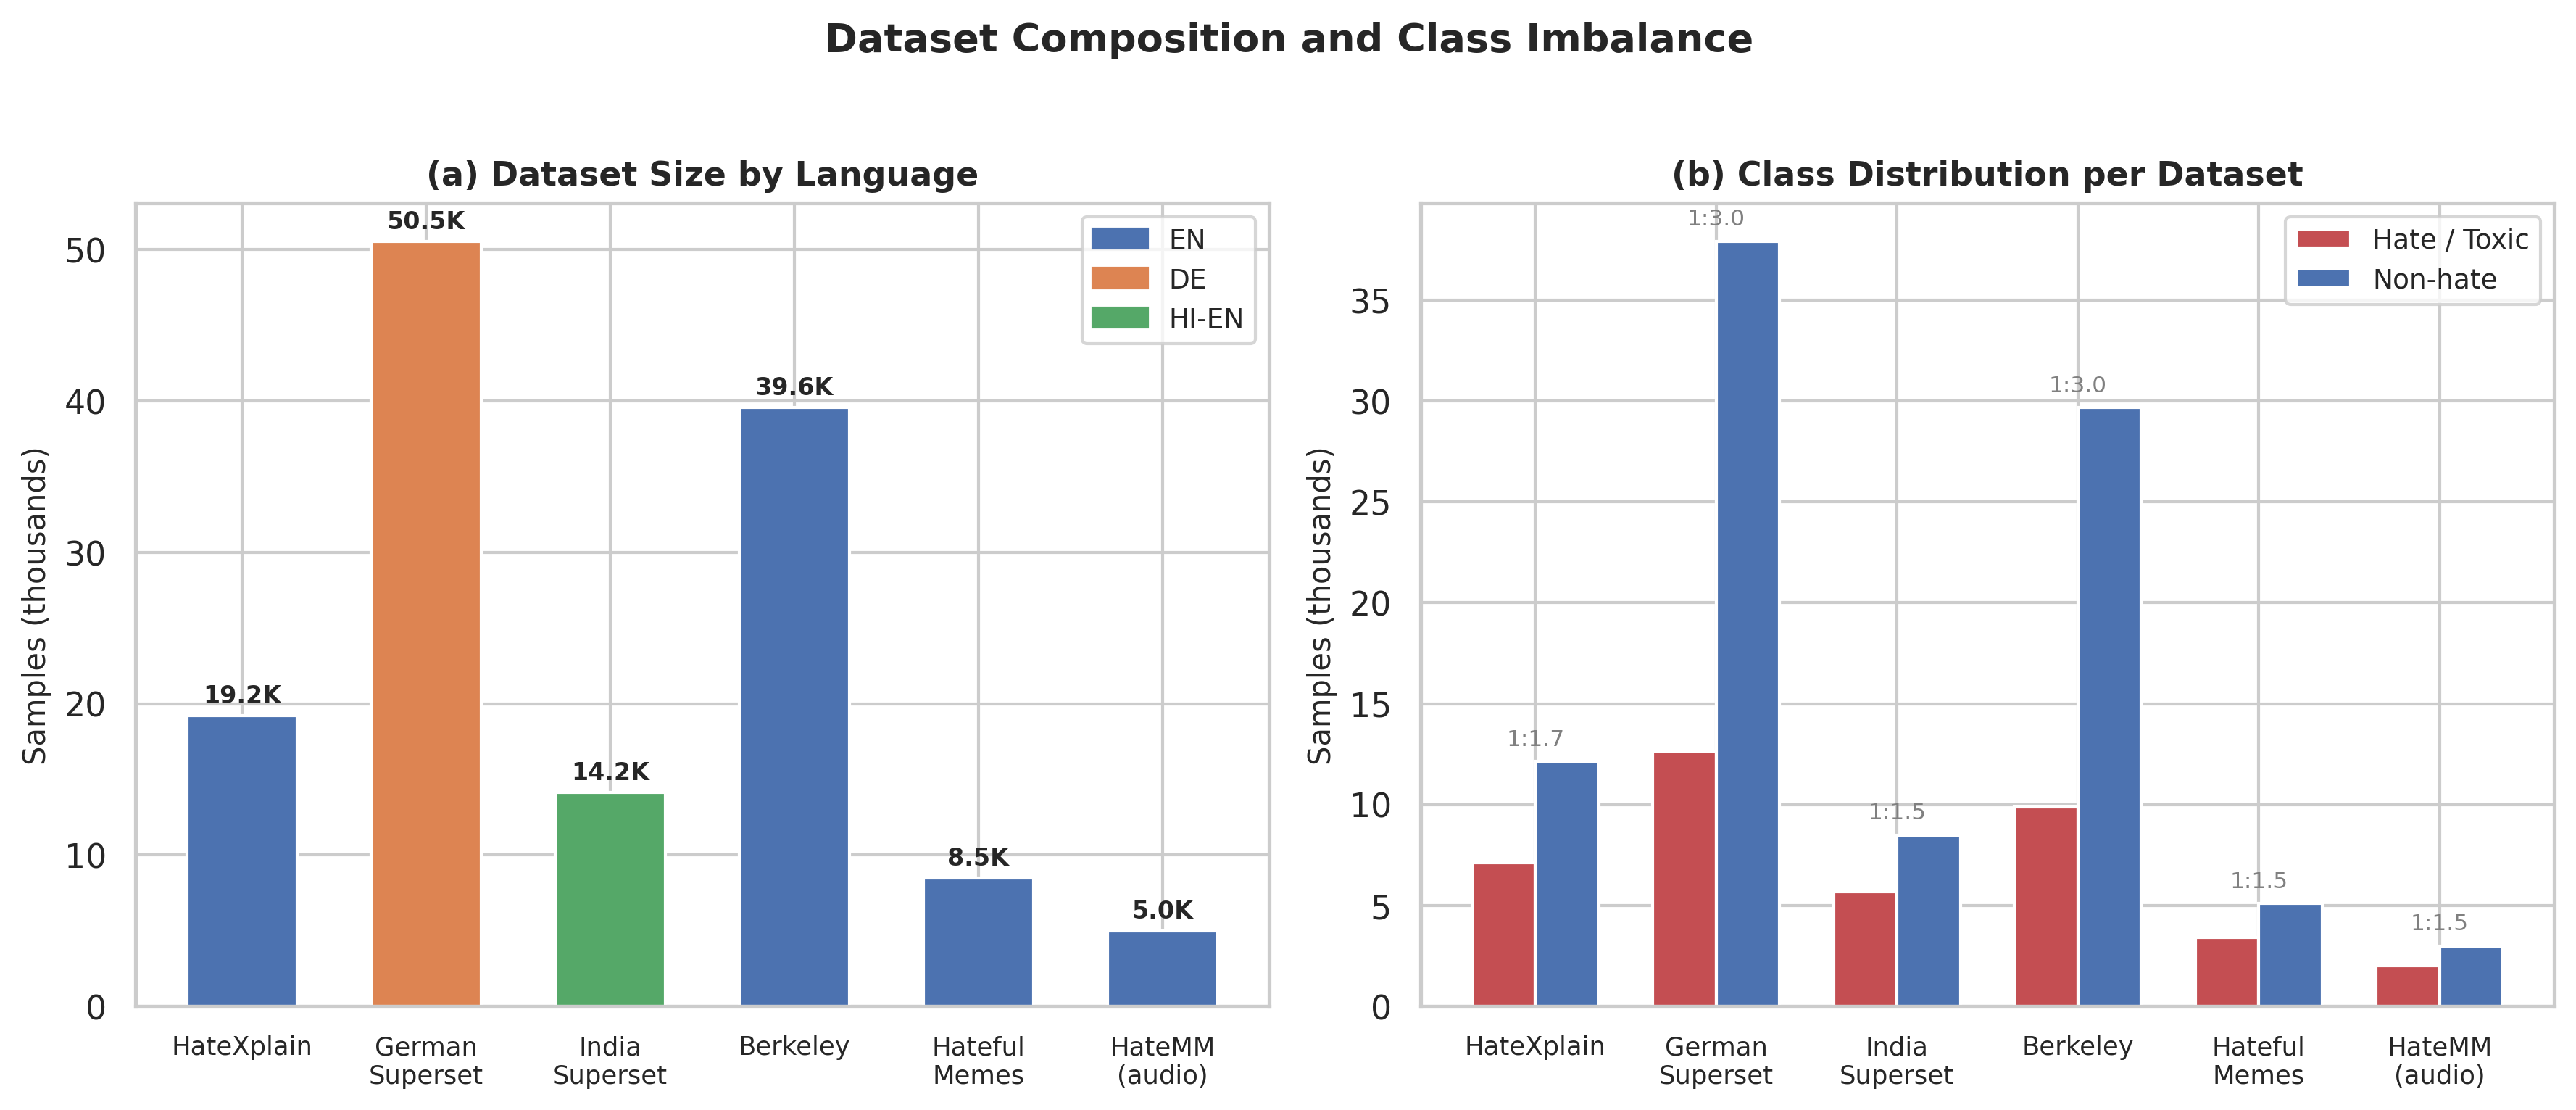 Dataset Composition and Class Imbalance
(a) Dataset Size by Language
Samples (thousands)
50
40
30
20
10
0
19.2K
50.5K
14.2K
39.6K
8.5K
5.0K
EN
DE
HI-EN
HateXplain
German
Superset
India
Superset
Berkeley
Hateful
Memes
HateMM
(audio)
(b) Class Distribution per Dataset
Samples (thousands)
35
30
25
20
15
10
5
0
1:1.7
1:3.0
1:1.5
1:3.0
1:1.5
1:1.5
Hate / Toxic
Non-hate
HateXplain
German
Superset
India
Superset
Berkeley
Hateful
Memes
HateMM
(audio)